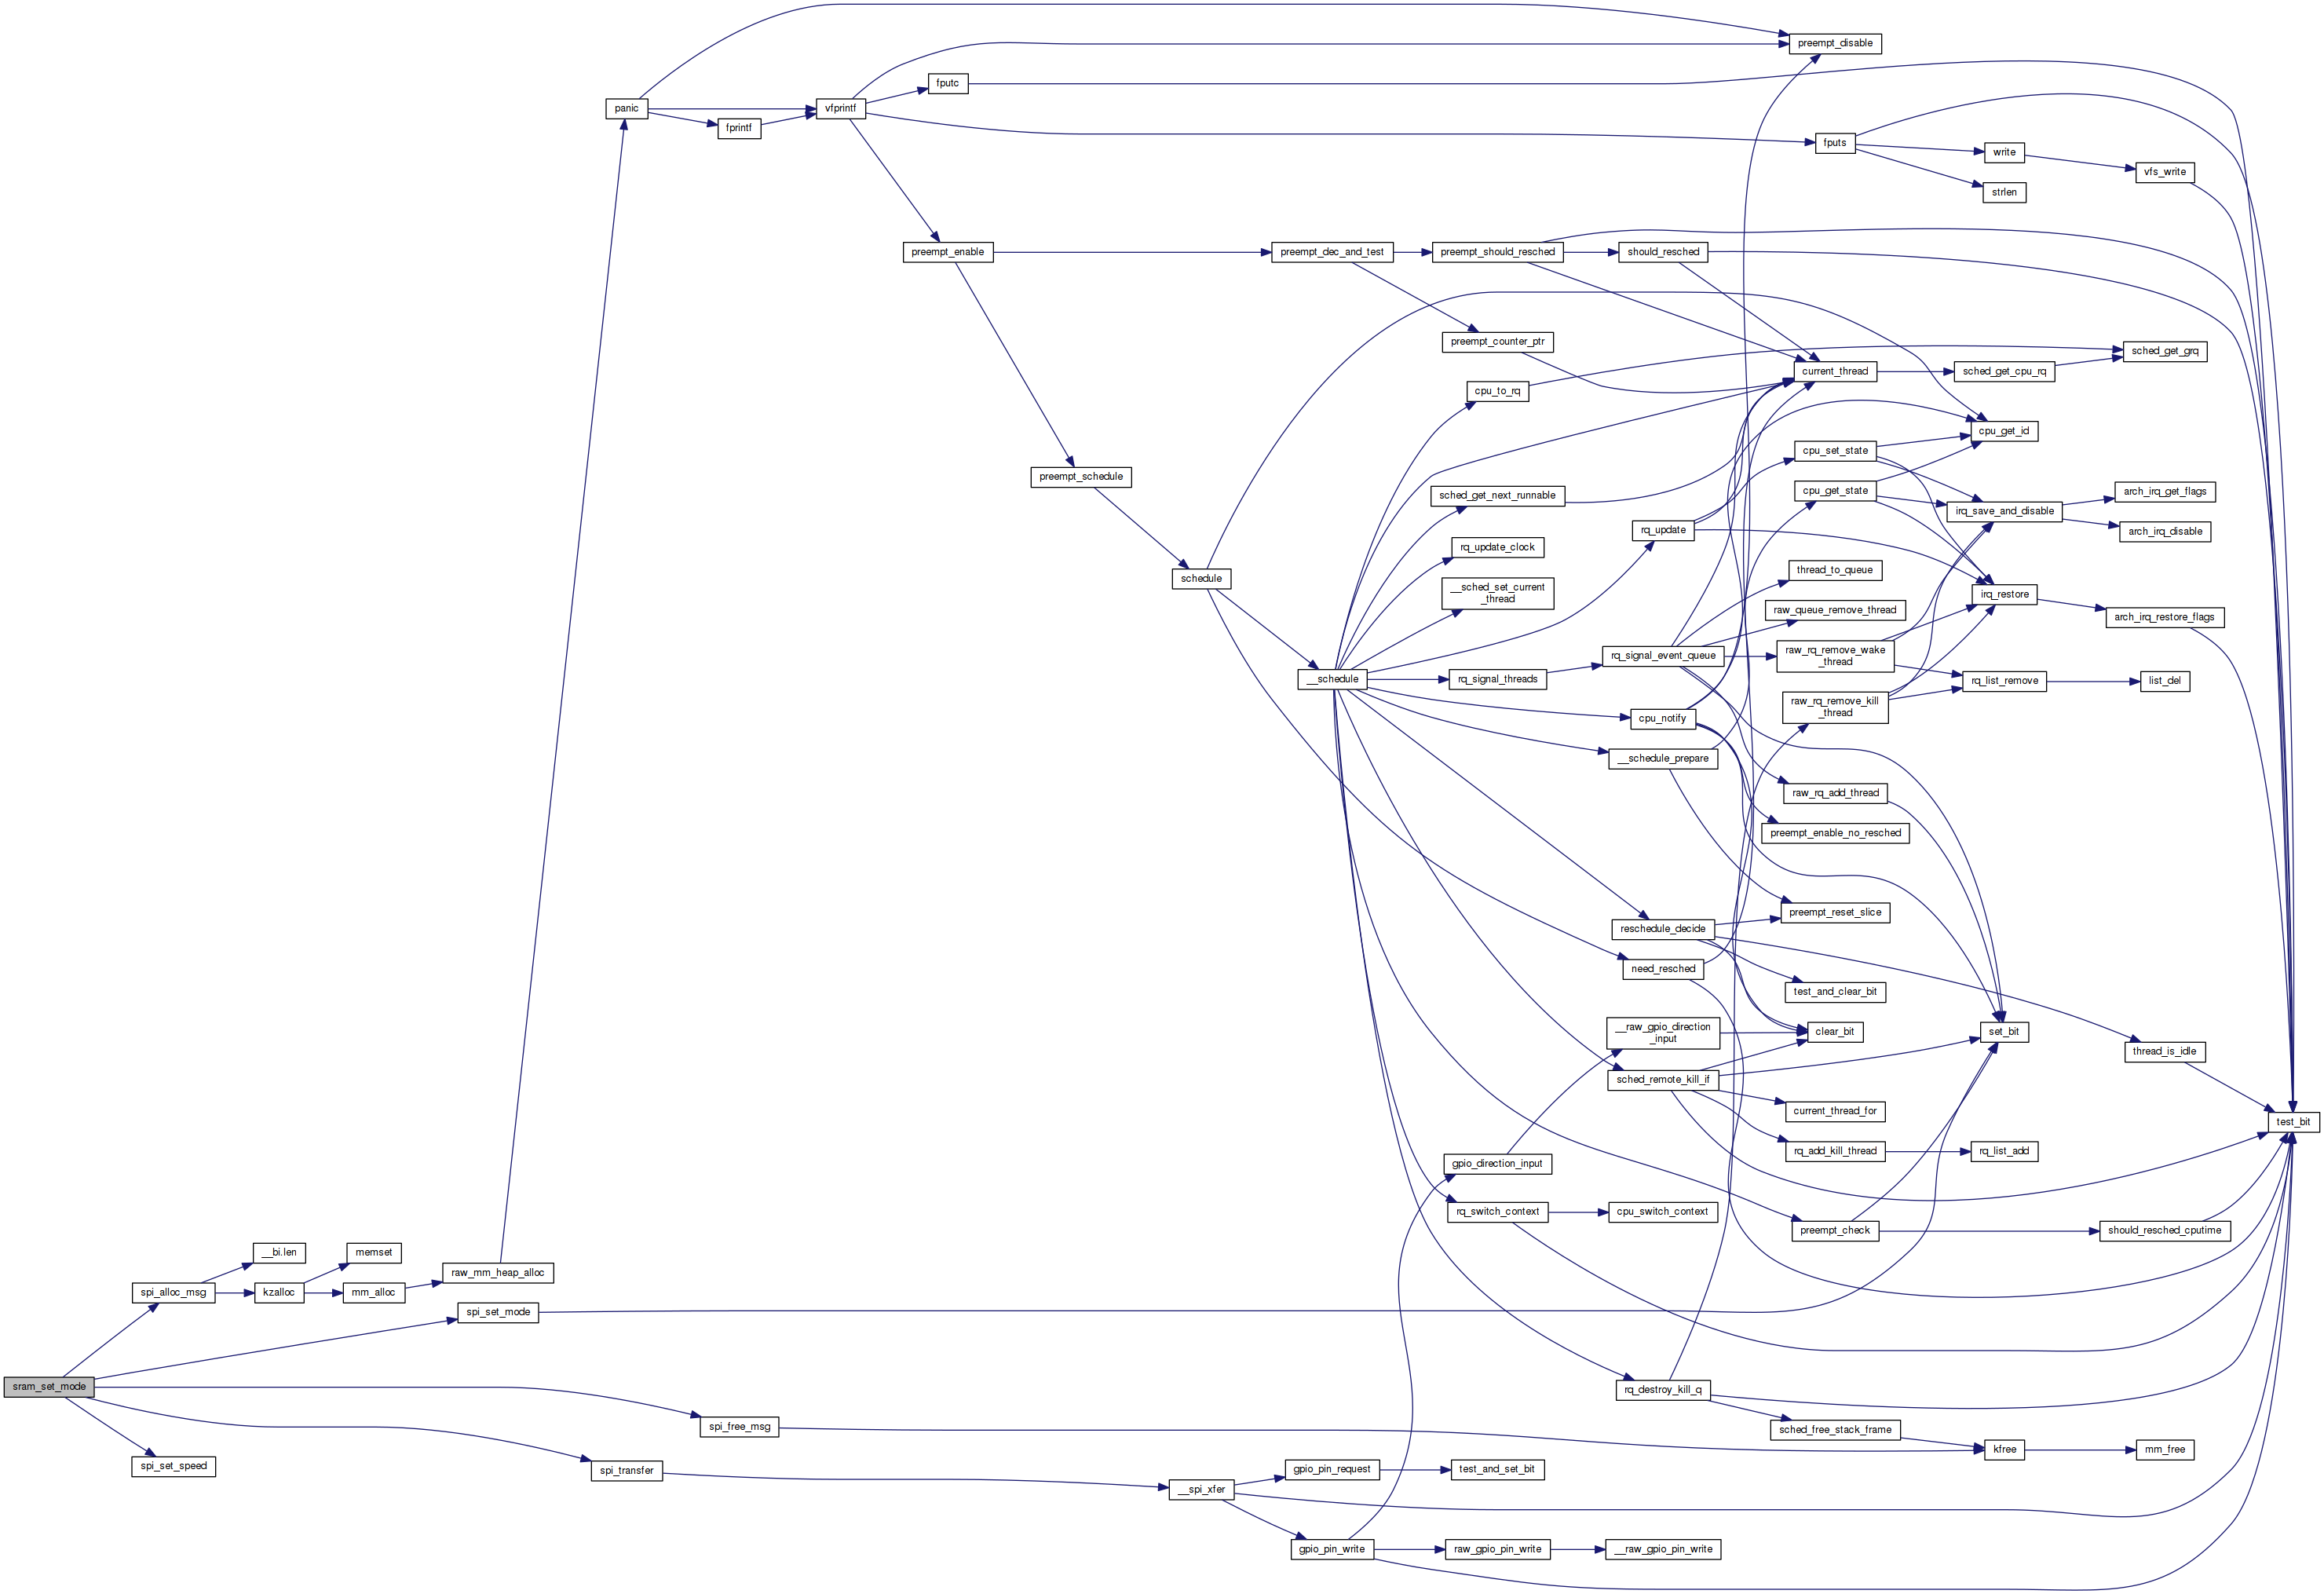 preempt_disable
fputc
panic
vfprintf
fprintf
fputs
write
vfs_write
strlen
preempt_enable
preempt_dec_and_test
preempt_should_resched
should_resched
preempt_counter_ptr
sched_get_grq
current_thread
sched_get_cpu_rq
cpu_to_rq
cpu_get_id
cpu_set_state
preempt_schedule
cpu_get_state
arch_irq_get_flags
sched_get_next_runnable
irq_save_and_disable
rq_update
arch_irq_disable
rq_update_clock
thread_to_queue
schedule
__sched_set_current
_thread
irq_restore
raw_queue_remove_thread
arch_irq_restore_flags
rq_signal_event_queue
raw_rq_remove_wake
_thread
__schedule
rq_signal_threads
rq_list_remove
list_del
raw_rq_remove_kill
_thread
cpu_notify
__schedule_prepare
raw_rq_add_thread
preempt_enable_no_resched
preempt_reset_slice
reschedule_decide
need_resched
test_and_clear_bit
__raw_gpio_direction
_input
clear_bit
set_bit
thread_is_idle
sched_remote_kill_if
current_thread_for
test_bit
rq_add_kill_thread
rq_list_add
gpio_direction_input
rq_switch_context
cpu_switch_context
preempt_check
should_resched_cputime
__bi.len
memset
raw_mm_heap_alloc
spi_alloc_msg
kzalloc
mm_alloc
spi_set_mode
sram_set_mode
rq_destroy_kill_q
spi_free_msg
sched_free_stack_frame
kfree
mm_free
spi_set_speed
spi_transfer
gpio_pin_request
test_and_set_bit
__spi_xfer
gpio_pin_write
raw_gpio_pin_write
__raw_gpio_pin_write